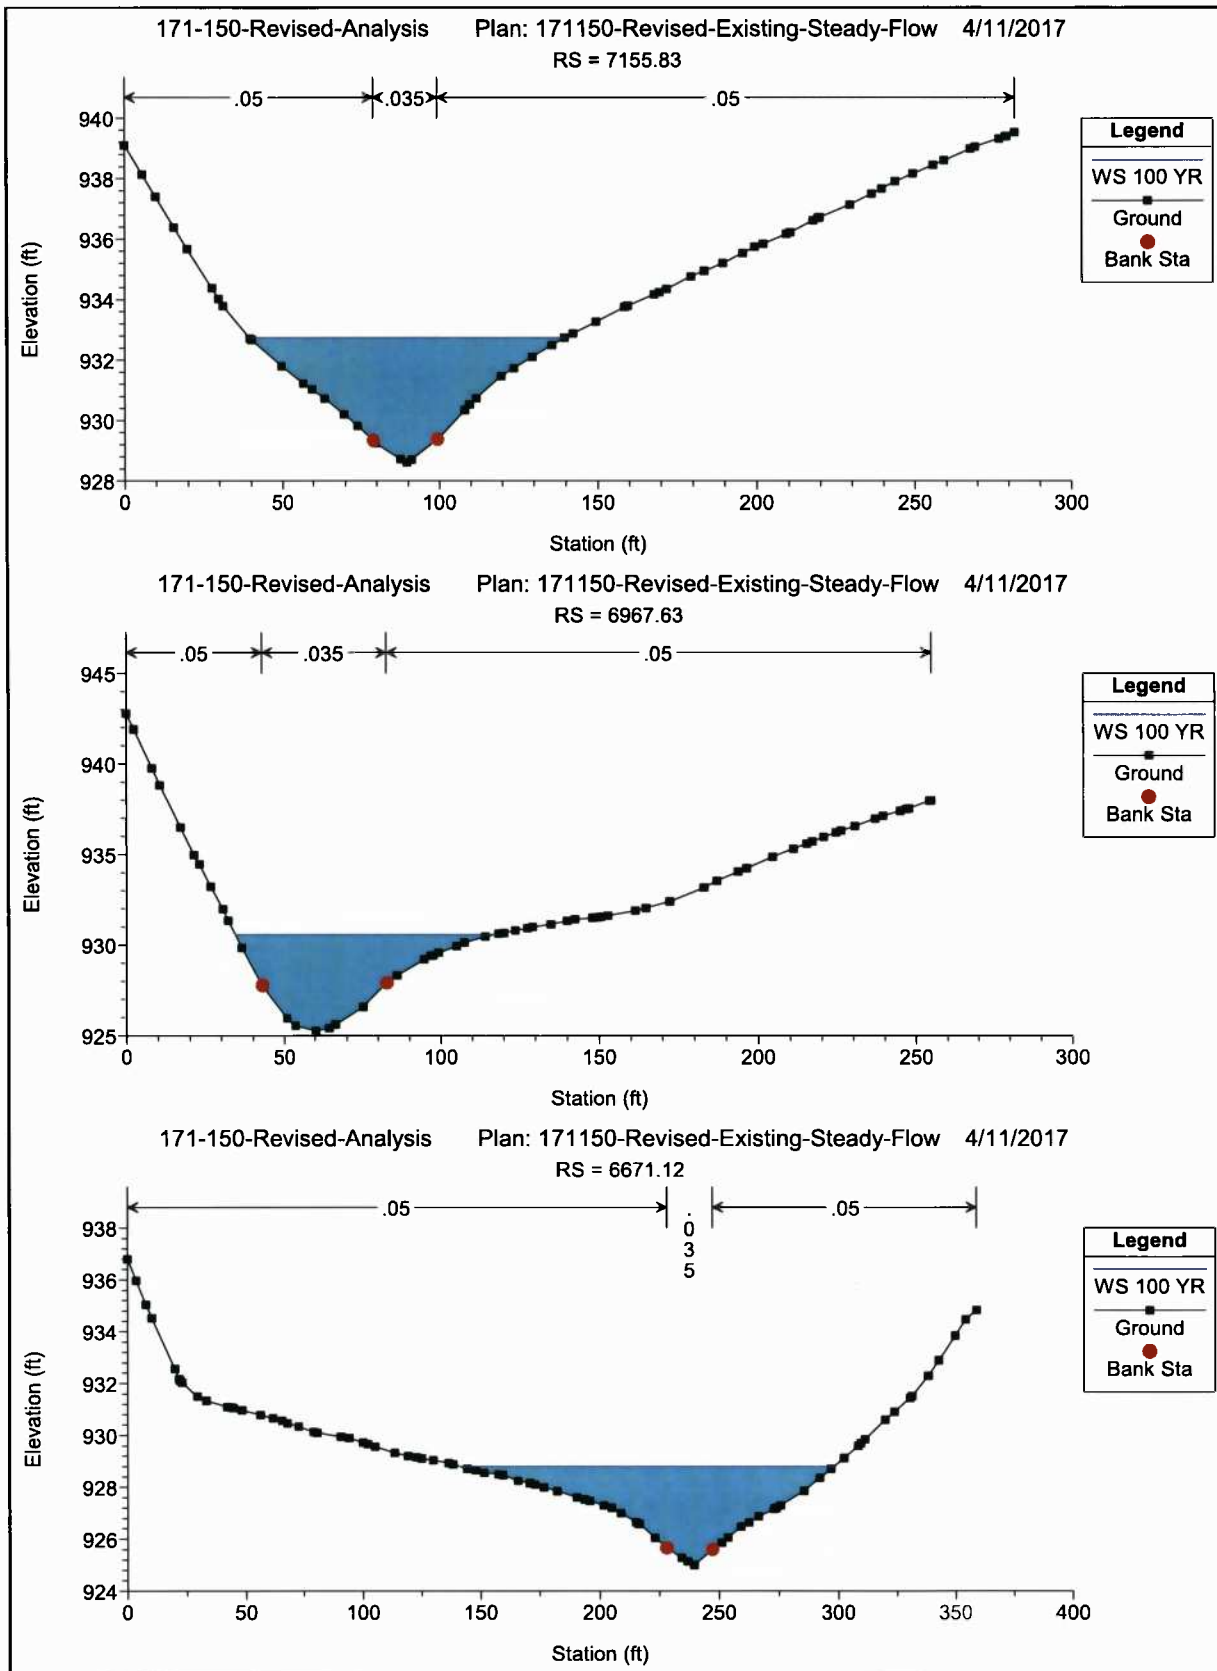 171-150-Revised-Analysis Plan: 171150-Revised-Existing-Steady-Flow 4/11/2017
RS = 7155.83
.05 .035 .05
940
938
936
934
932
930
928
Elevation (ft)
0 50 100 150 200 250 300
Station (ft)
Legend
WS 100 YR
Ground
Bank Sta
171-150-Revised-Analysis Plan: 171150-Revised-Existing-Steady-Flow 4/11/2017
RS = 6967.63
.05 .035 .05
945
940
935
930
925
Elevation (ft)
0 50 100 150 200 250 300
Station (ft)
Legend
WS 100 YR
Ground
Bank Sta
171-150-Revised-Analysis Plan: 171150-Revised-Existing-Steady-Flow 4/11/2017
RS = 6671.12
.05 .035 .05
938
936
934
932
930
928
926
924
Elevation (ft)
0 50 100 150 200 250 300 350 400
Station (ft)
Legend
WS 100 YR
Ground
Bank Sta